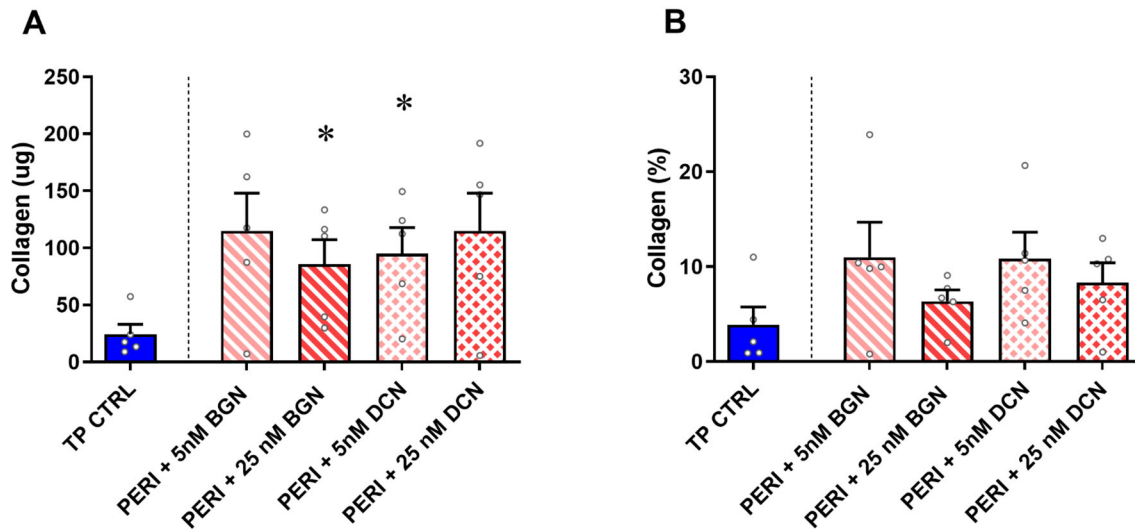 A
Collagen (ug)
250
200
150
100
50
0
*
*
TP CTRL
PERI + 5nM BGN
PERI + 25 nM BGN
PERI + 5nM DCN
PERI + 25 nM DCN
B
Collagen (%)
30
20
10
0
TP CTRL
PERI + 5nM BGN
PERI + 25 nM BGN
PERI + 5nM DCN
PERI + 25 nM DCN